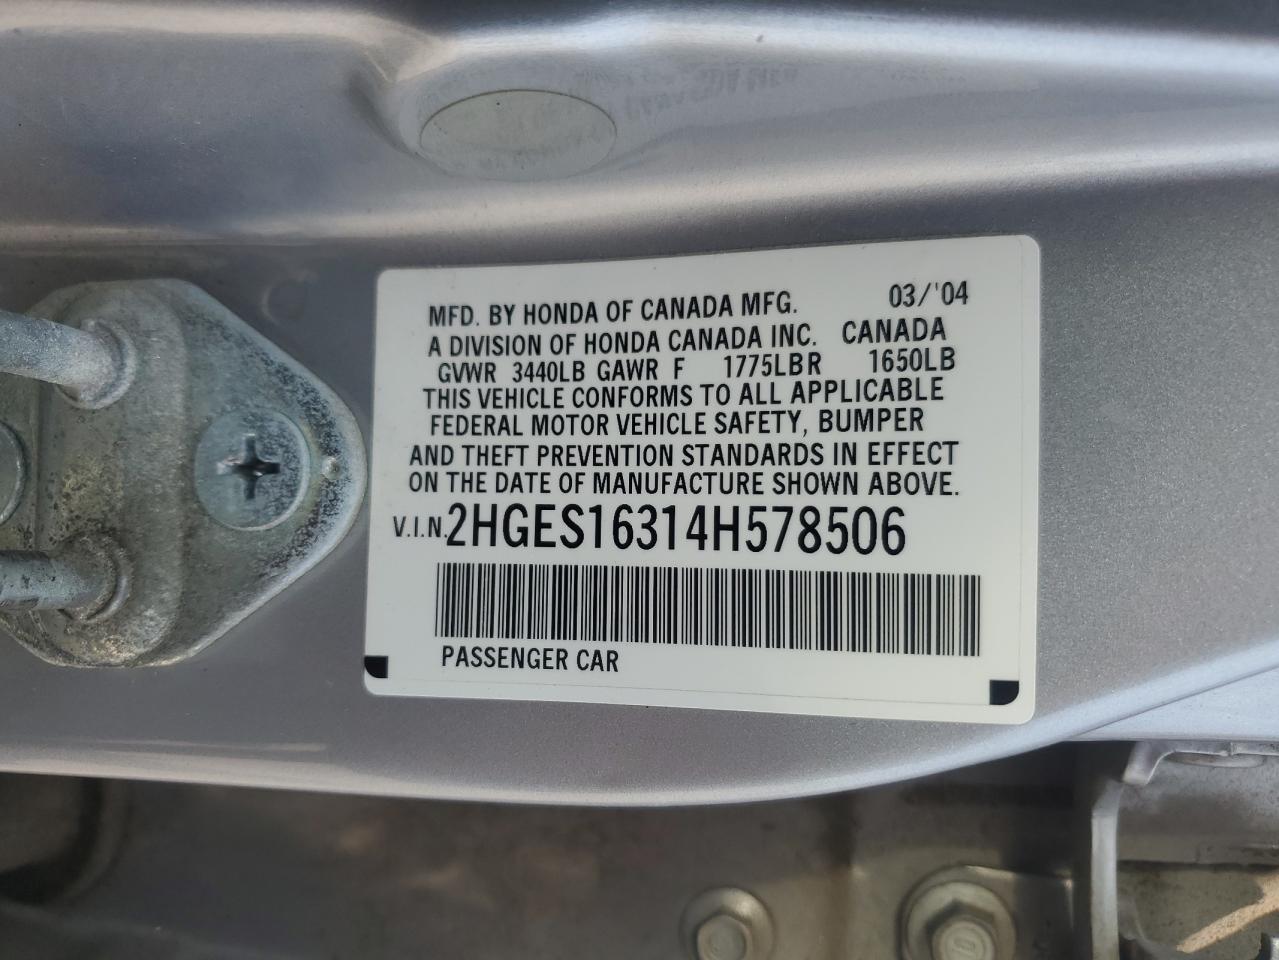 MFD. BY HONDA OF CANADA MFG. 03/'04
A DIVISION OF HONDA CANADA INC. CANADA
GVWR 3440LB GAWR F 1775LB R 1650LB
THIS VEHICLE CONFORMS TO ALL APPLICABLE
FEDERAL MOTOR VEHICLE SAFETY, BUMPER
AND THEFT PREVENTION STANDARDS IN EFFECT
ON THE DATE OF MANUFACTURE SHOWN ABOVE.
V.I.N. 2HGES16314H578506
PASSENGER CAR